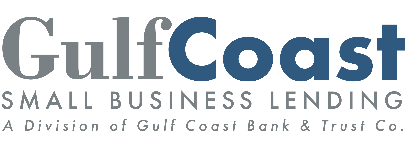 GulfCoast
SMALL BUSINESS LENDING
A Division of Gulf Coast Bank & Trust Co.